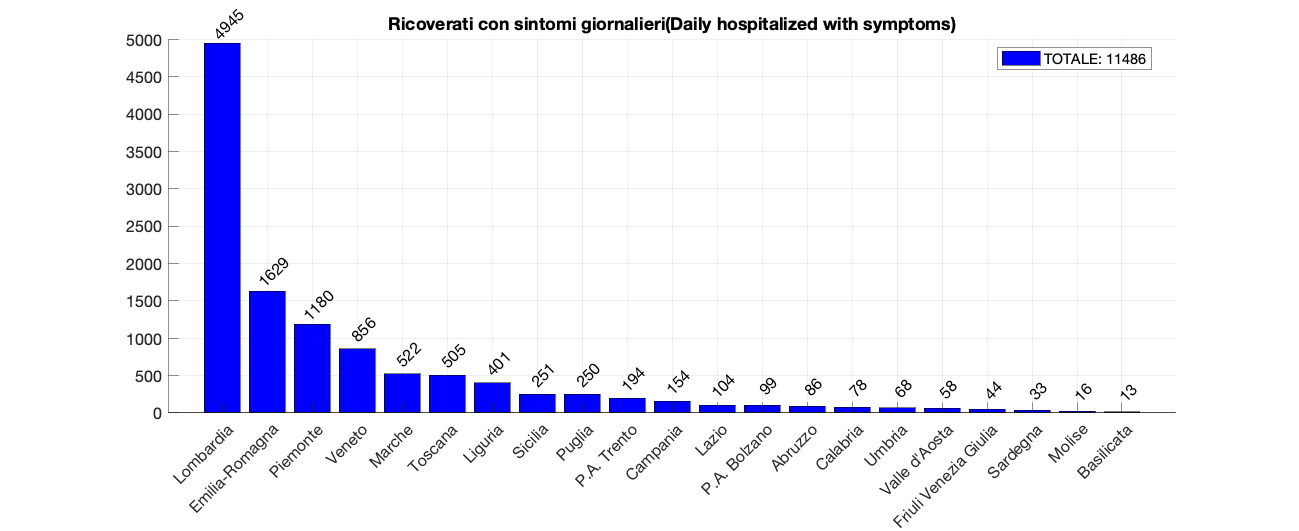 Ricoverati con sintomi giornalieri(Daily hospitalized with symptoms)
TOTALE: 11486
5000
4500
4000
3500
3000
2500
2000
1500
1000
500
0
4945
1629
1180
856
522
505
401
251
250
194
154
104
99
86
78
68
58
44
33
16
13
Lombardia
Emilia-Romagna
Piemonte
Veneto
Marche
Toscana
Liguria
Sicilia
Puglia
P.A. Trento
Campania
Lazio
P.A. Bolzano
Abruzzo
Calabria
Umbria
Valle d'Aosta
Friuli Venezia Giulia
Sardegna
Molise
Basilicata